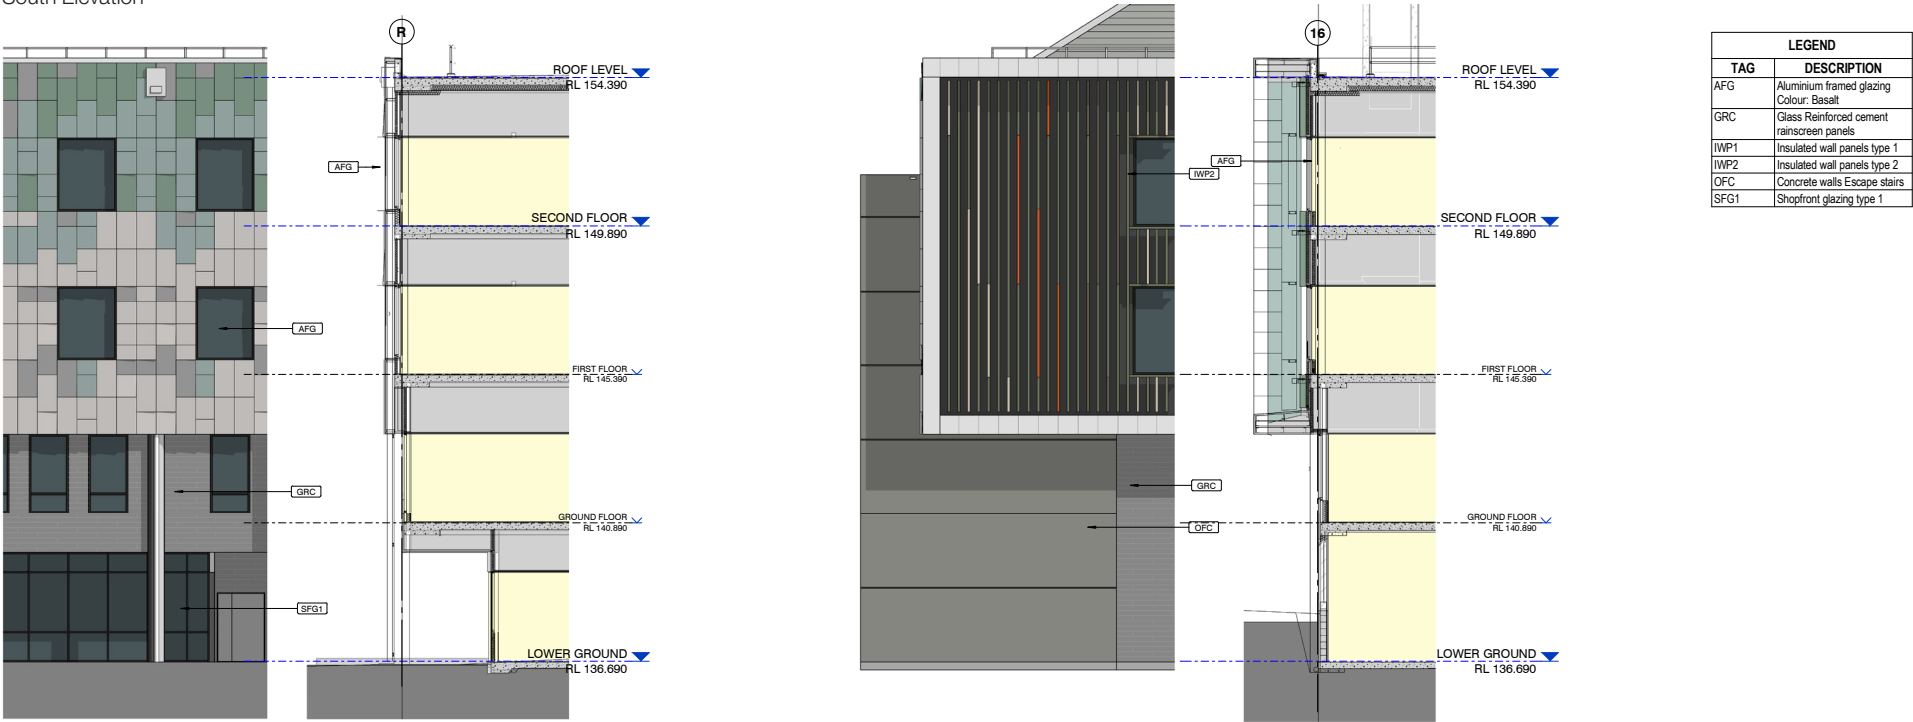 South Elevation
R
ROOF LEVEL
RL 154.390
AFG
SECOND FLOOR
RL 149.890
AFG
FIRST FLOOR
RL 145.390
GRC
GROUND FLOOR
RL 140.890
SFG1
LOWER GROUND
RL 136.690
16
ROOF LEVEL
RL 154.390
AFG
IWP2
SECOND FLOOR
RL 149.890
FIRST FLOOR
RL 145.390
GRC
OFC
GROUND FLOOR
RL 140.890
LOWER GROUND
RL 136.690
LEGEND
TAG DESCRIPTION
AFG Aluminium framed glazing
Colour: Basalt
GRC Glass Reinforced cement
rainscreen panels
IWP1 Insulated wall panels type 1
IWP2 Insulated wall panels type 2
OFC Concrete walls Escape stairs
SFG1 Shopfront glazing type 1